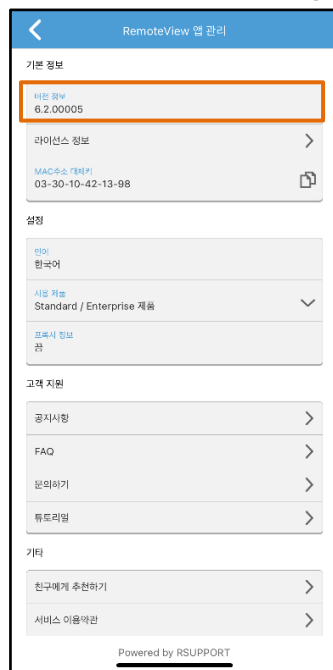 RemoteView 앱 관리
기본 정보
버전 정보
6.2.00005
라이선스 정보
MAC주소 대체키
03-30-10-42-13-98
설정
언어
한국어
사용 제품
Standard / Enterprise 제품
프록시 정보
끔
고객 지원
공지사항
FAQ
문의하기
튜토리얼
기타
친구에게 추천하기
서비스 이용약관
Powered by RSUPPORT